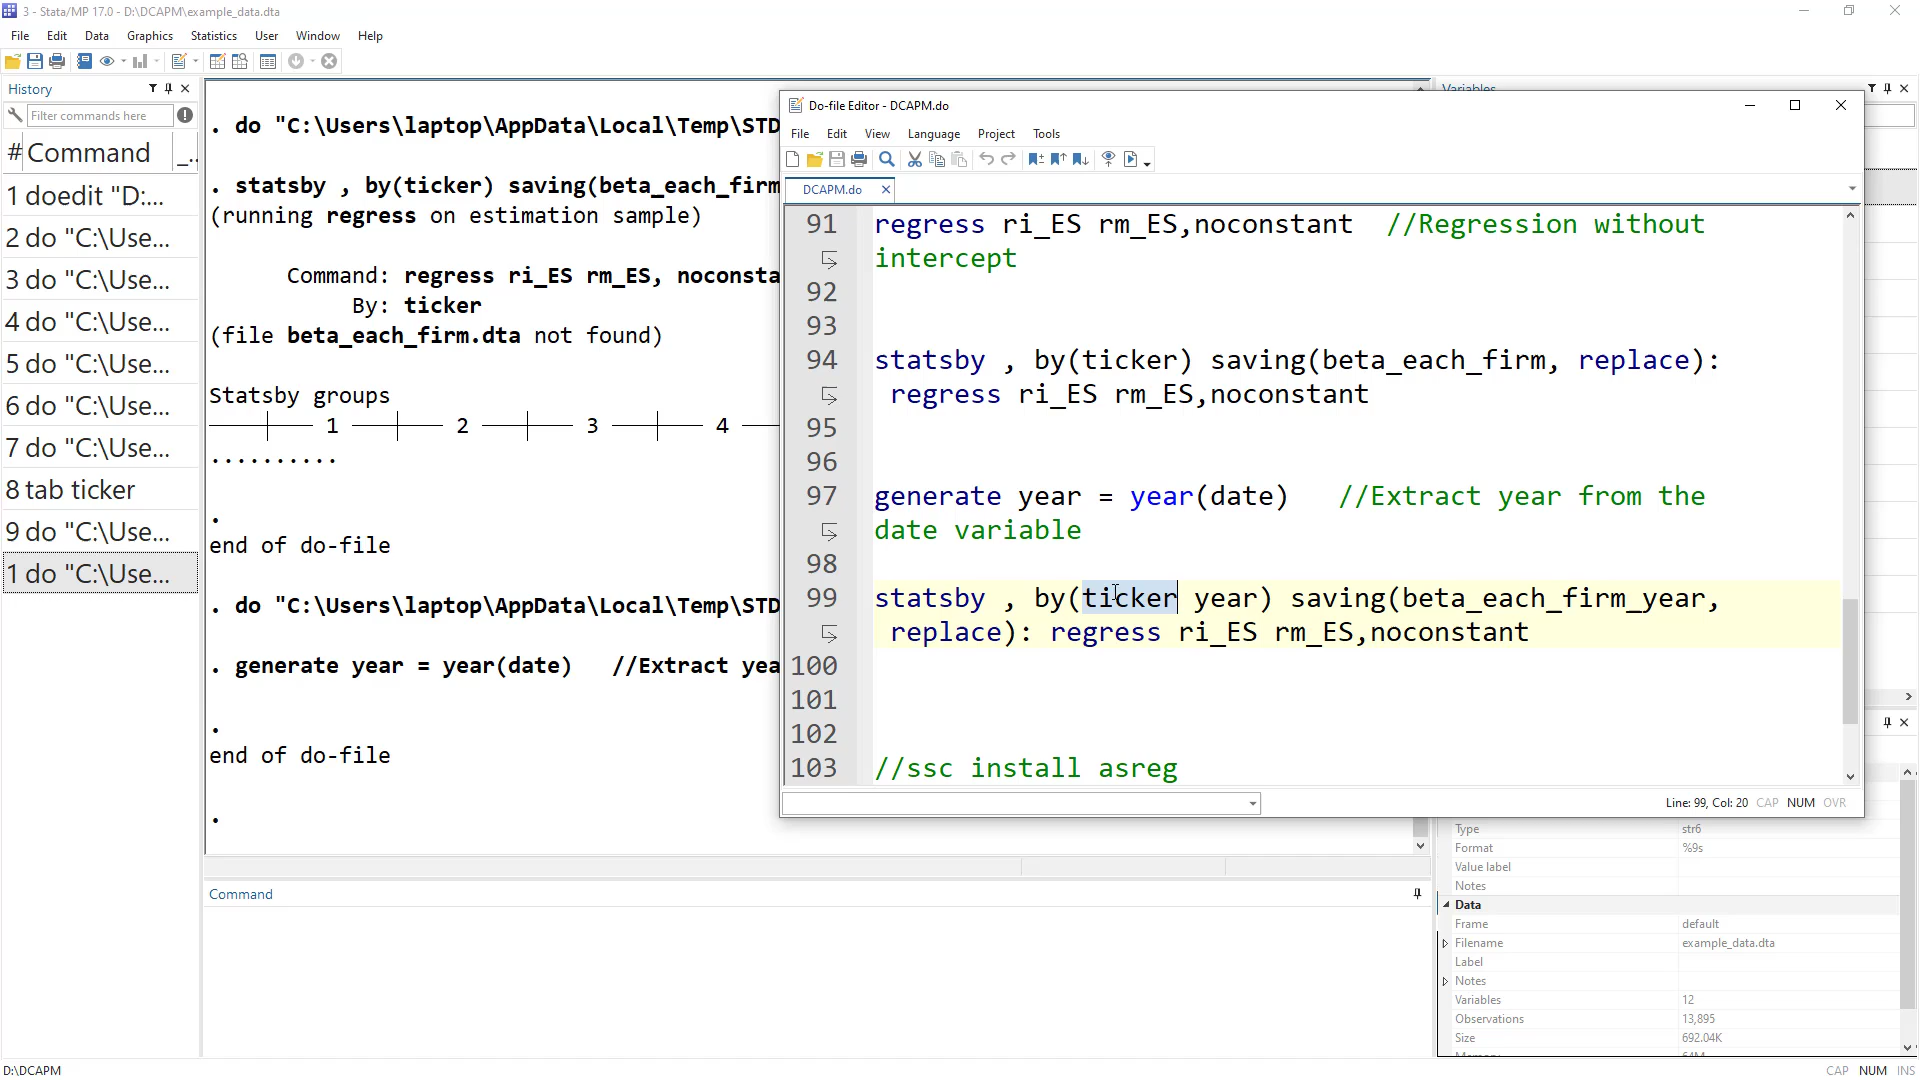 3 - Stata/MP 17.0 - D:\DCAPM\example_data.dta
File Edit Data Graphics Statistics User Window Help
History
Filter commands here
# Command _..
1 doedit "D:...
2 do "C:\Use...
3 do "C:\Use...
4 do "C:\Use...
5 do "C:\Use...
6 do "C:\Use...
7 do "C:\Use...
8 tab ticker
9 do "C:\Use...
1 do "C:\Use...
. do "C:\Users\laptop\AppData\Local\Temp\STD
. statsby , by(ticker) saving(beta_each_firm
(running regress on estimation sample)
Command: regress ri_ES rm_ES, noconsta
By: ticker
(file beta_each_firm.dta not found)
Statsby groups
1 2 3 4
..........
.
end of do-file
. do "C:\Users\laptop\AppData\Local\Temp\STD
. generate year = year(date) //Extract yea
.
end of do-file
.
Command
Variables
Do-file Editor - DCAPM.do
File Edit View Language Project Tools
DCAPM.do
91 regress ri_ES rm_ES,noconstant //Regression without
intercept
92
93
94 statsby , by(ticker) saving(beta_each_firm, replace):
regress ri_ES rm_ES,noconstant
95
96
97 generate year = year(date) //Extract year from the
date variable
98
99 statsby , by(ticker year) saving(beta_each_firm_year,
replace): regress ri_ES rm_ES,noconstant
100
101
102
103 //ssc install asreg
Line: 99, Col: 20 CAP NUM OVR
Type str6
Format %9s
Value label
Notes
Data
Frame default
Filename example_data.dta
Label
Notes
Variables 12
Observations 13,895
Size 692.04K
D:\DCAPM
CAP NUM INS